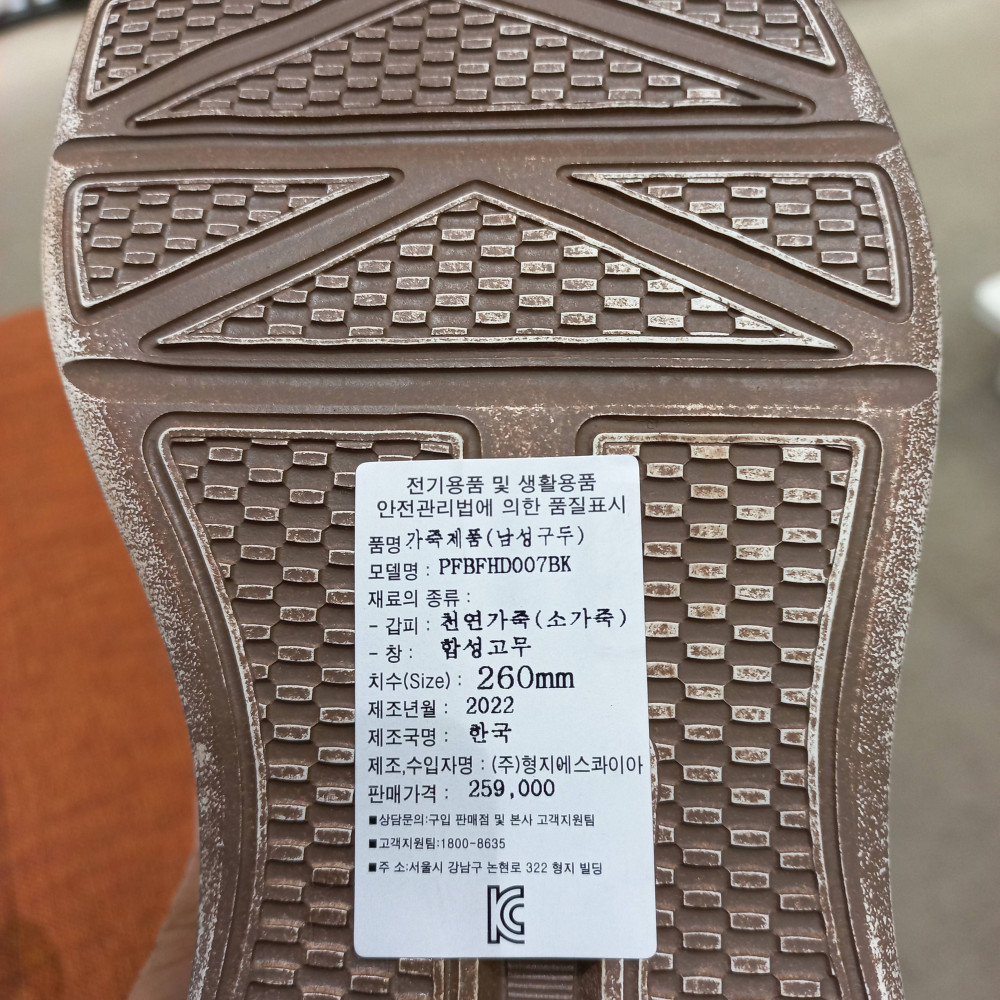 전기용품 및 생활용품
안전관리법에 의한 품질표시
품명 가죽제품(남성구두)
모델명 : PFBFHD007BK
재료의 종류 :
- 갑피 : 천연가죽(소가죽)
- 창 : 합성고무
치수(Size) : 260mm
제조년월 : 2022
제조국명 : 한국
제조,수입자명 : (주)형지에스콰이아
판매가격 : 259,000
■상담문의:구입 판매점 및 본사 고객지원팀
■고객지원팀:1800-8635
■주 소:서울시 강남구 논현로 322 형지 빌딩
KC